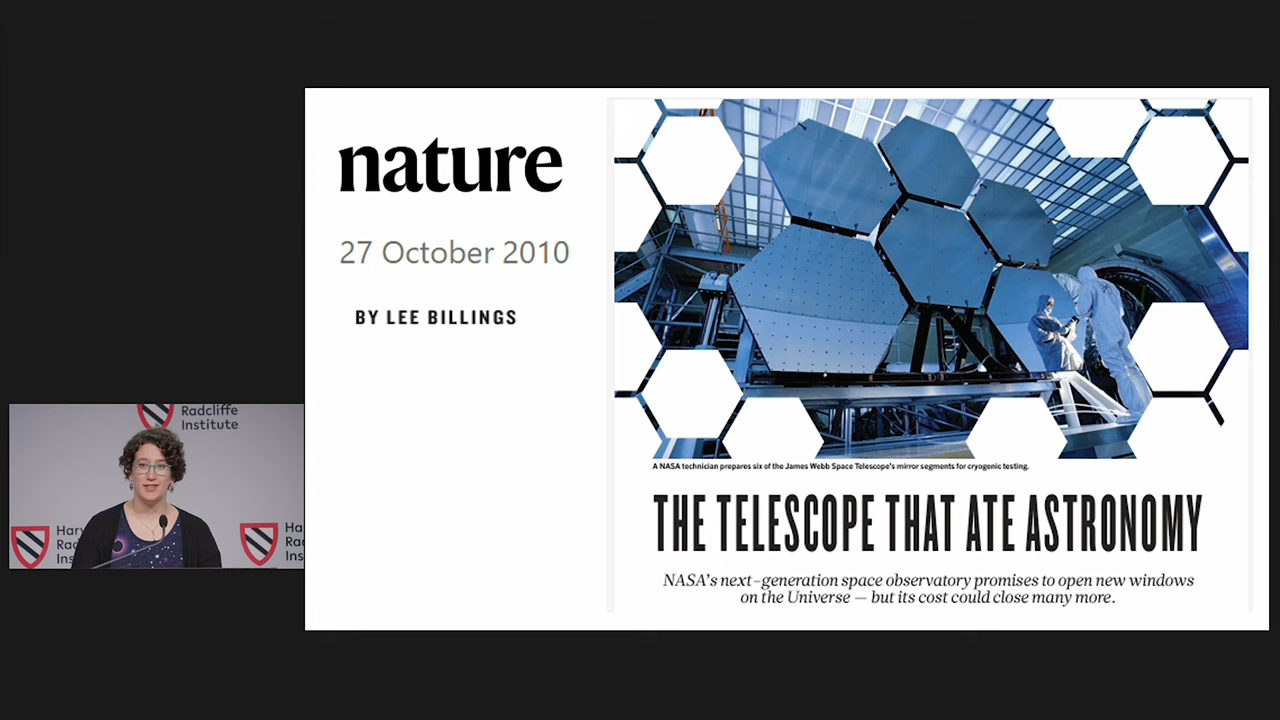 nature
27 October 2010
BY LEE BILLINGS
A NASA technician prepares six of the James Webb Space Telescope's mirror segments for cryogenic testing.
THE TELESCOPE THAT ATE ASTRONOMY
NASA's next-generation space observatory promises to open new windows
on the Universe — but its cost could close many more.
Radcliffe
Institute